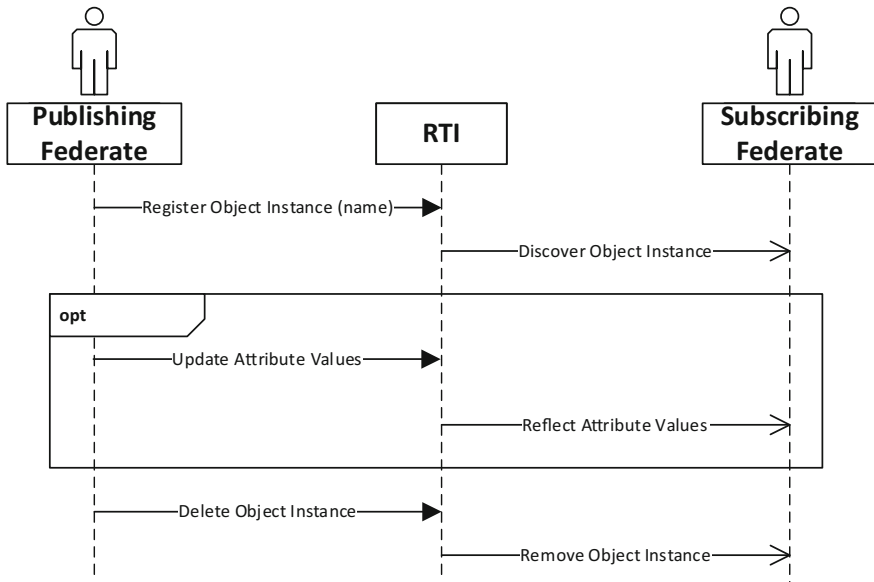 Publishing
Federate
RTI
Subscribing
Federate
Register Object Instance (name)
Discover Object Instance
opt
Update Attribute Values
Reflect Attribute Values
Delete Object Instance
Remove Object Instance